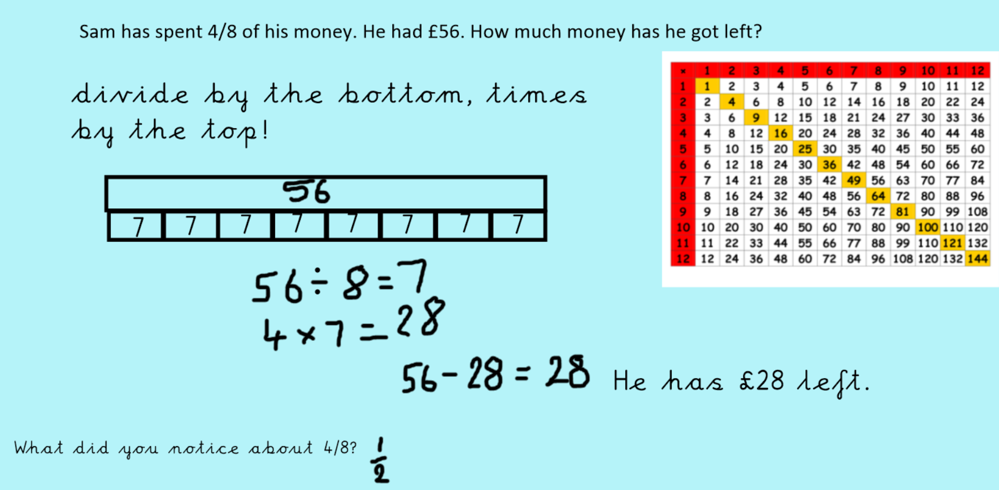 Sam has spent 4/8 of his money. He had £56. How much money has he got left?
divide by the bottom, times
by the top!
56
7 7 7 7 7 7 7 7
56 ÷ 8 = 7
4 × 7 = 28
56 - 28 = 28 He has £28 left.
What did you notice about 4/8? 1/2
× 1 2 3 4 5 6 7 8 9 10 11 12
1 1 2 3 4 5 6 7 8 9 10 11 12
2 2 4 6 8 10 12 14 16 18 20 22 24
3 3 6 9 12 15 18 21 24 27 30 33 36
4 4 8 12 16 20 24 28 32 36 40 44 48
5 5 10 15 20 25 30 35 40 45 50 55 60
6 6 12 18 24 30 36 42 48 54 60 66 72
7 7 14 21 28 35 42 49 56 63 70 77 84
8 8 16 24 32 40 48 56 64 72 80 88 96
9 9 18 27 36 45 54 63 72 81 90 99 108
10 10 20 30 40 50 60 70 80 90 100 110 120
11 11 22 33 44 55 66 77 88 99 110 121 132
12 12 24 36 48 60 72 84 96 108 120 132 144